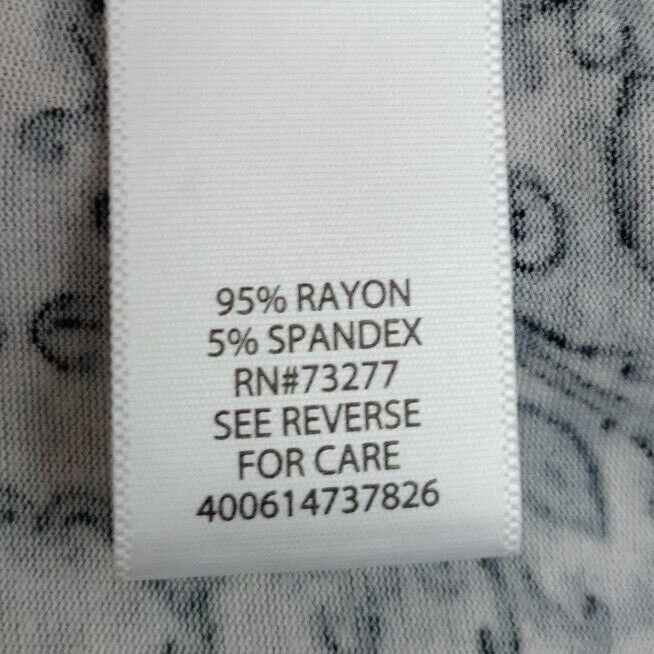 95% RAYON
5% SPANDEX
RN#73277
SEE REVERSE
FOR CARE
400614737826